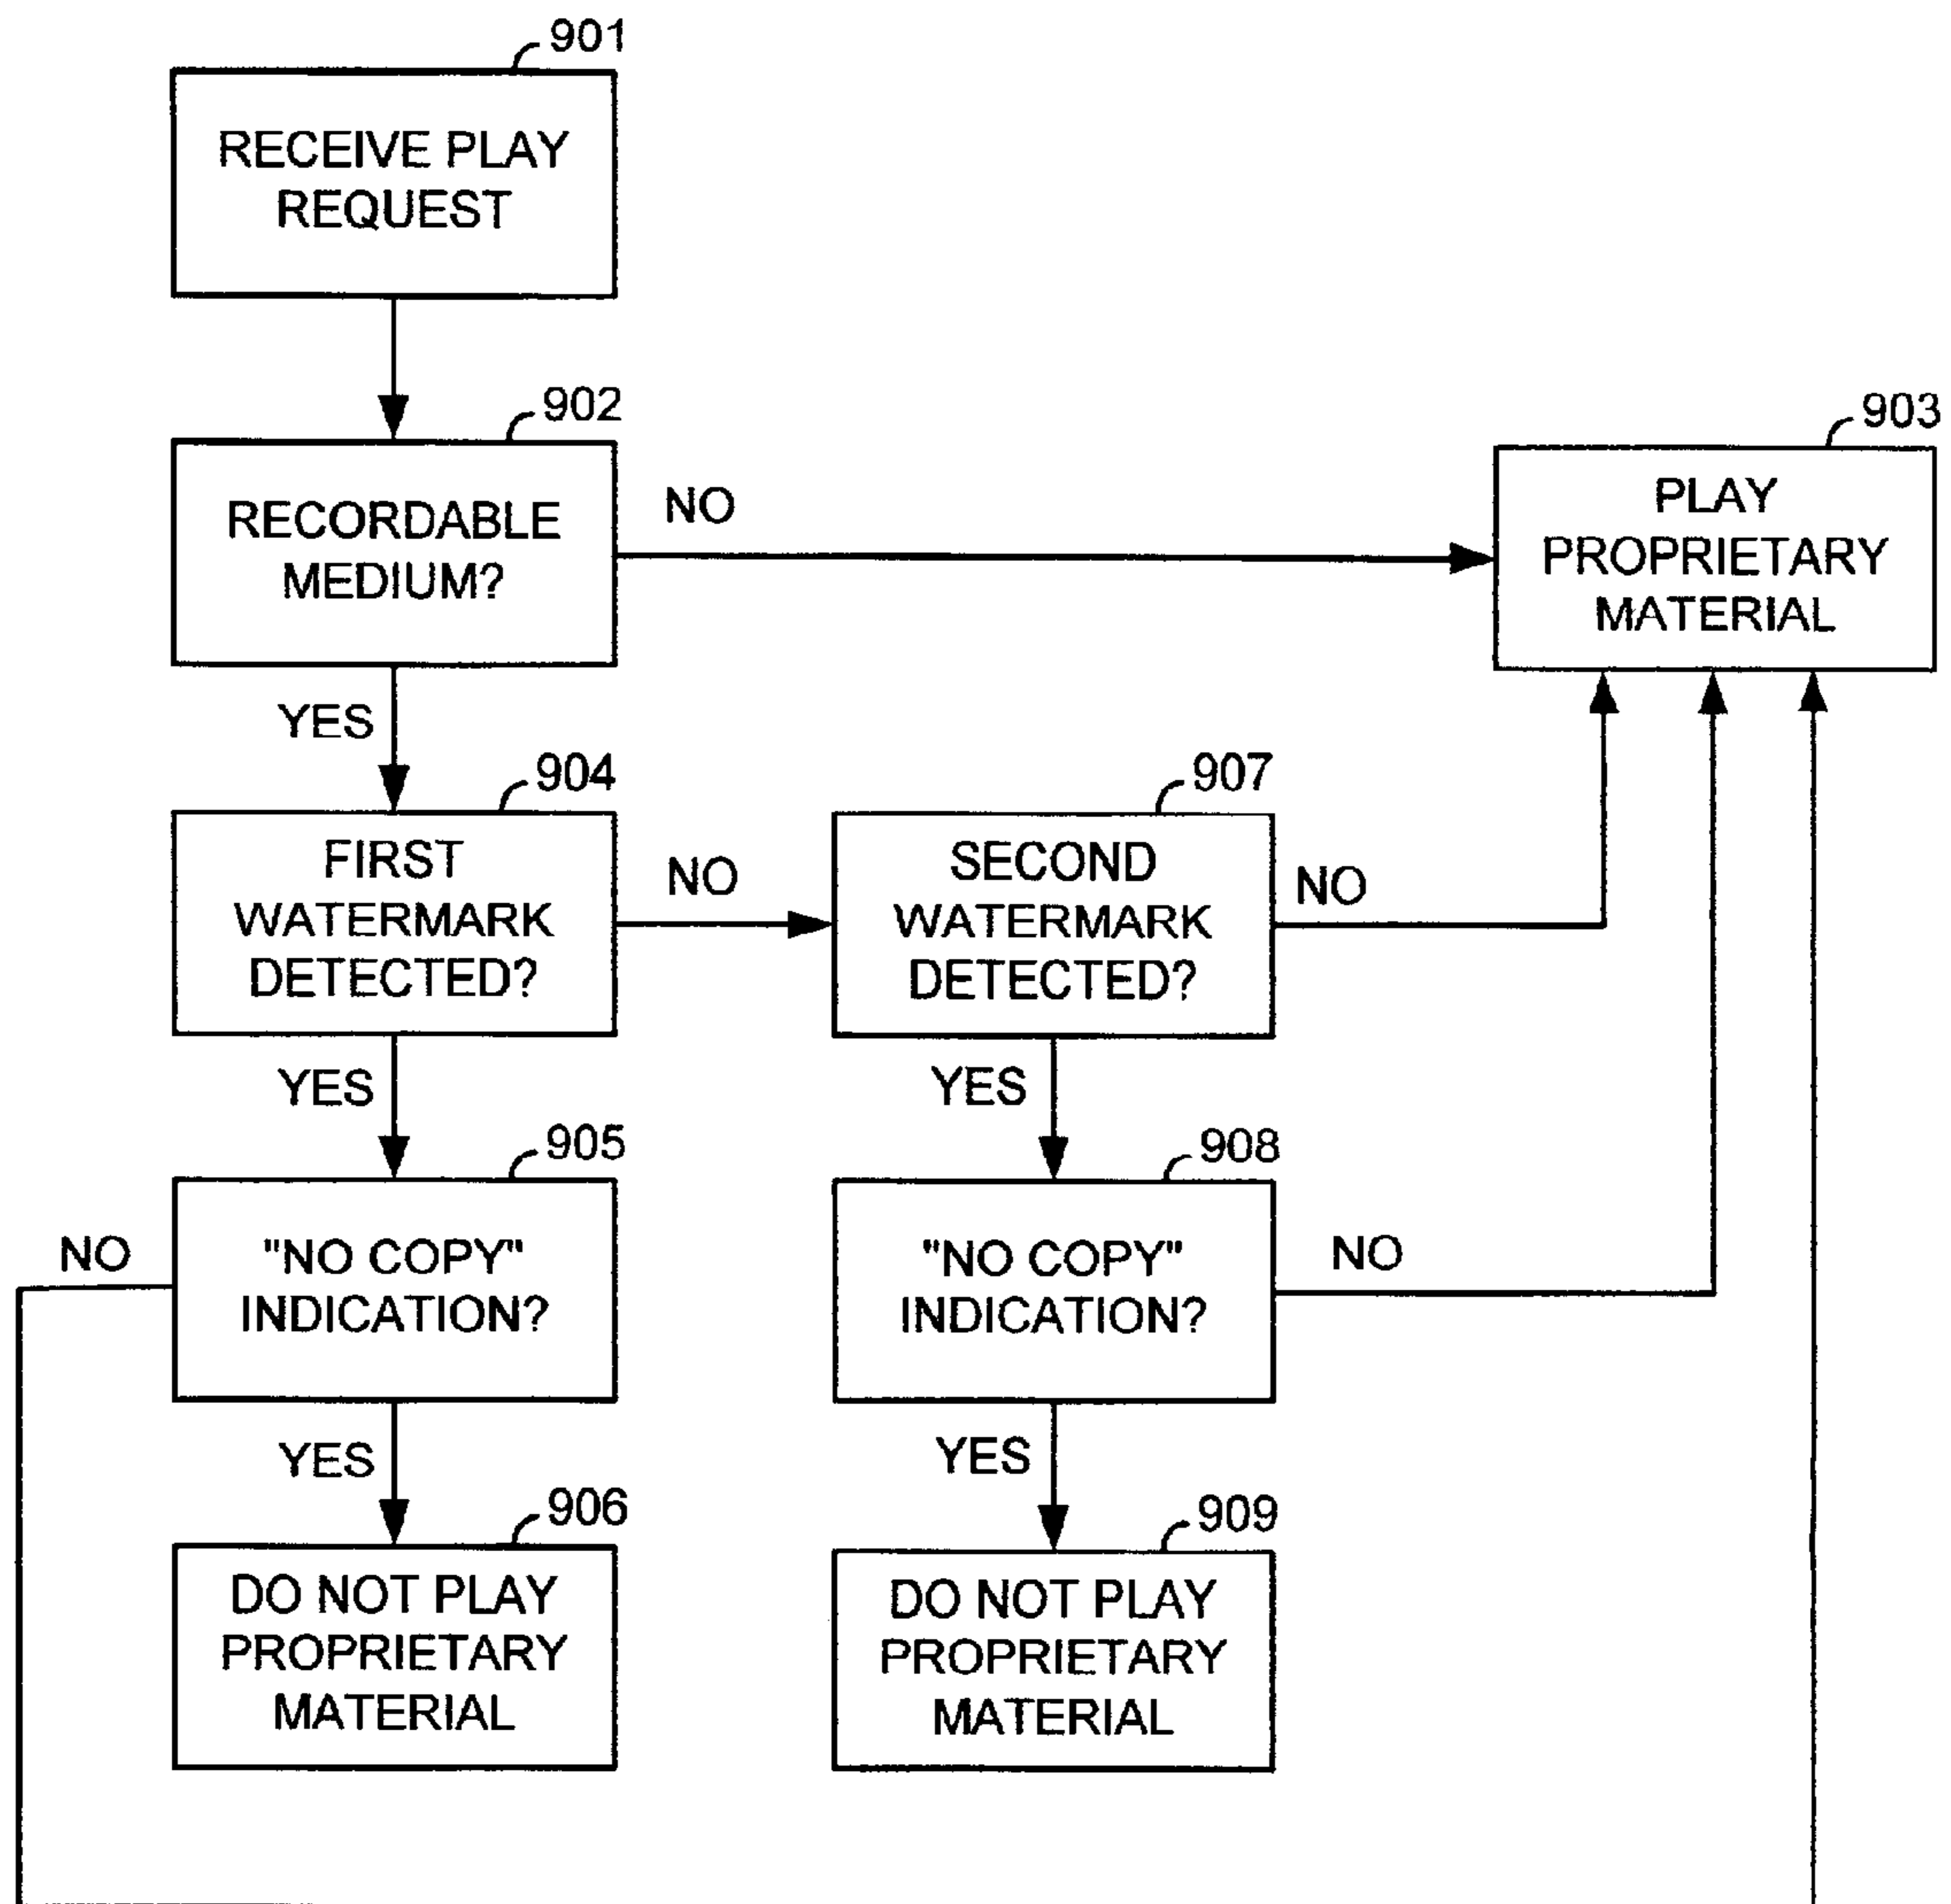 901
RECEIVE PLAY
REQUEST
902
RECORDABLE
MEDIUM?
NO
903
PLAY
PROPRIETARY
MATERIAL
YES
904
FIRST
WATERMARK
DETECTED?
NO
907
SECOND
WATERMARK
DETECTED?
NO
YES
YES
905
"NO COPY"
INDICATION?
NO
908
"NO COPY"
INDICATION?
NO
YES
YES
906
DO NOT PLAY
PROPRIETARY
MATERIAL
909
DO NOT PLAY
PROPRIETARY
MATERIAL